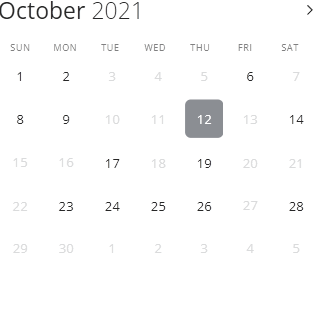 October 2021
SUN MON TUE WED THU FRI SAT
1 2 3 4 5 6 7
8 9 10 11 12 13 14
15 16 17 18 19 20 21
22 23 24 25 26 27 28
29 30 1 2 3 4 5